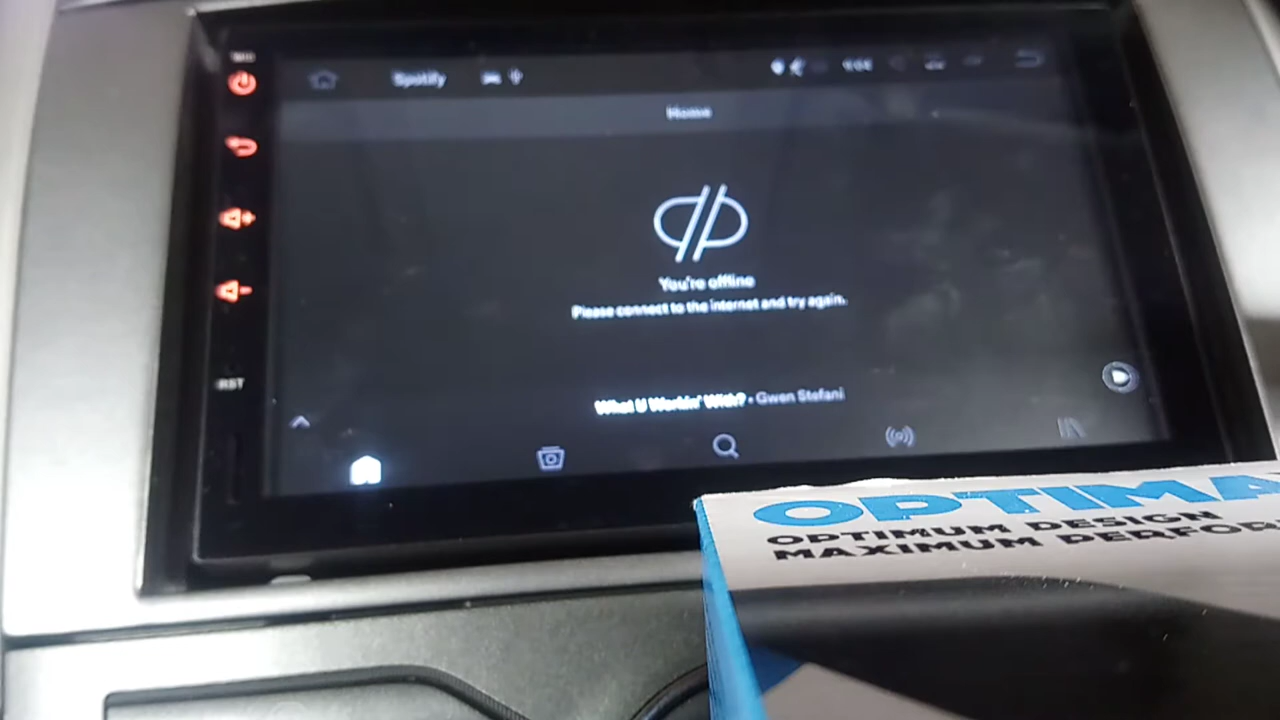 Spotify
Home
You're offline
Please connect to the internet and try again.
What U Workin' With? • Gwen Stefani
RST
OPTIMA
OPTIMUM DESIGN
MAXIMUM PERFOR